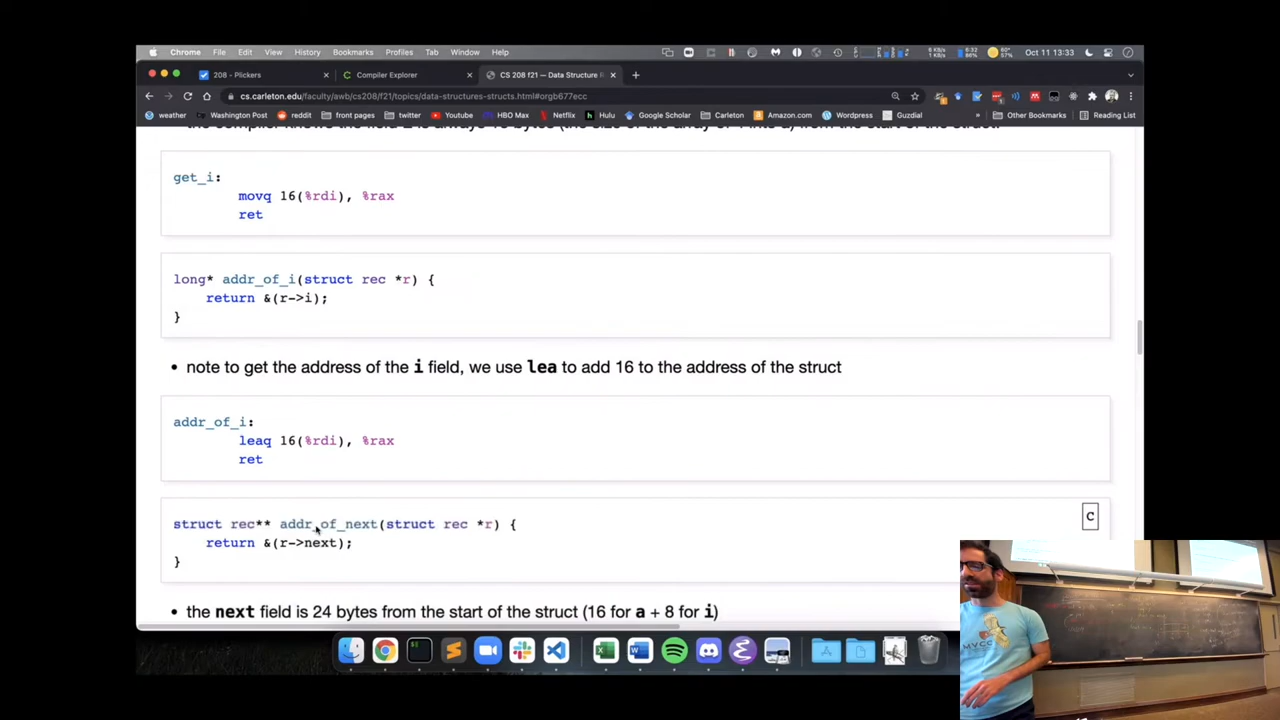 Chrome File Edit View History Bookmarks Profiles Tab Window Help
Oct 11 13:33
208 - Plickers
Compiler Explorer
CS 208 f21 — Data Structure
cs.carleton.edu/faculty/awb/cs208/f21/topics/data-structures-structs.html#orgb677ecc
weather Washington Post reddit front pages twitter Youtube HBO Max Netflix Hulu Google Scholar Carleton Amazon.com Wordpress Guzdial » Other Bookmarks Reading List
get_i:
movq 16(%rdi), %rax
ret
long* addr_of_i(struct rec *r) {
return &(r->i);
}
• note to get the address of the i field, we use lea to add 16 to the address of the struct
addr_of_i:
leaq 16(%rdi), %rax
ret
C
struct rec** addr_of_next(struct rec *r) {
return &(r->next);
}
• the next field is 24 bytes from the start of the struct (16 for a + 8 for i)